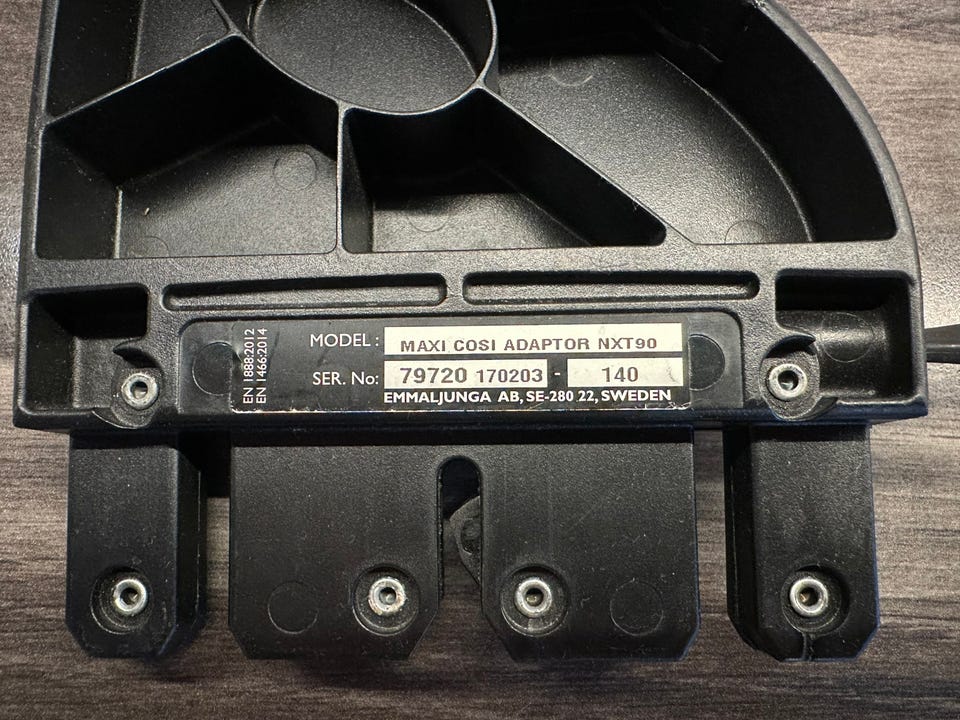 EN 1888:2012
EN 1466:2014
MODEL : MAXI COSI ADAPTOR NXT90
SER. No: 79720 170203 - 140
EMMALJUNGA AB, SE-280 22, SWEDEN